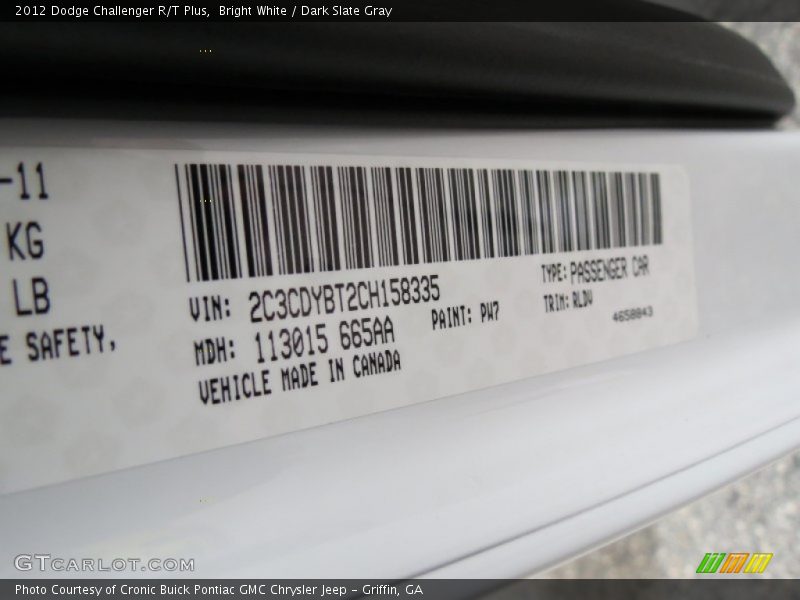 2012 Dodge Challenger R/T Plus, Bright White / Dark Slate Gray
-11
KG
LB
E SAFETY,
VIN: 2C3CDYBT2CH158335
MDH: 113015 665AA
VEHICLE MADE IN CANADA
PAINT: PW7
TYPE: PASSENGER CAR
TRIM: RLDV
4658843
GTcarlot.com
Photo Courtesy of Cronic Buick Pontiac GMC Chrysler Jeep - Griffin, GA